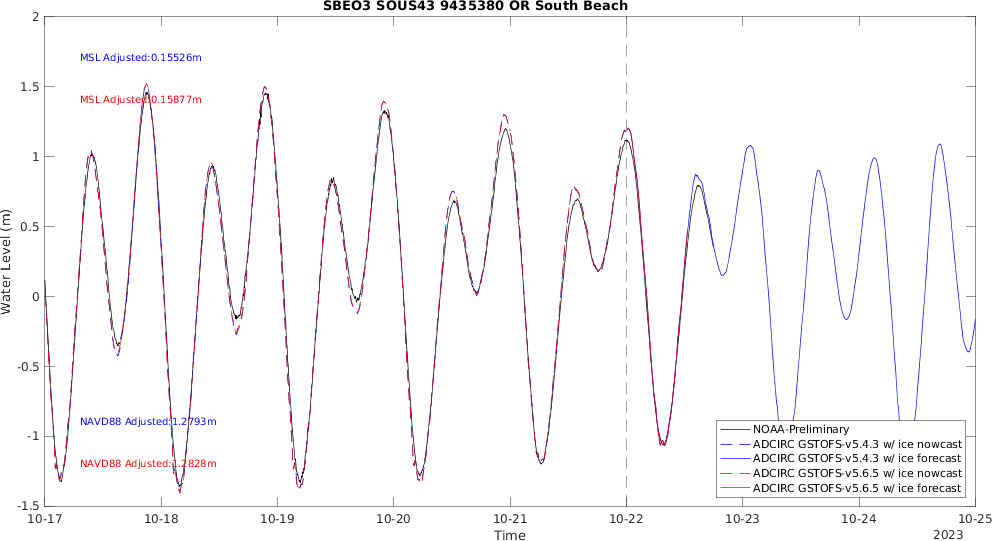 SBEO3 SOUS43 9435380 OR South Beach
Water Level (m)
2
1.5
1
0.5
0
-0.5
-1
-1.5
MSL Adjusted:0.15526m
MSL Adjusted:0.15877m
NAVD88 Adjusted:1.2793m
NAVD88 Adjusted:1.2828m
NOAA-Preliminary
ADCIRC GSTOFS-v5.4.3 w/ ice nowcast
ADCIRC GSTOFS-v5.4.3 w/ ice forecast
ADCIRC GSTOFS-v5.6.5 w/ ice nowcast
ADCIRC GSTOFS-v5.6.5 w/ ice forecast
10-17 10-18 10-19 10-20 10-21 10-22 10-23 10-24 10-25
Time
2023